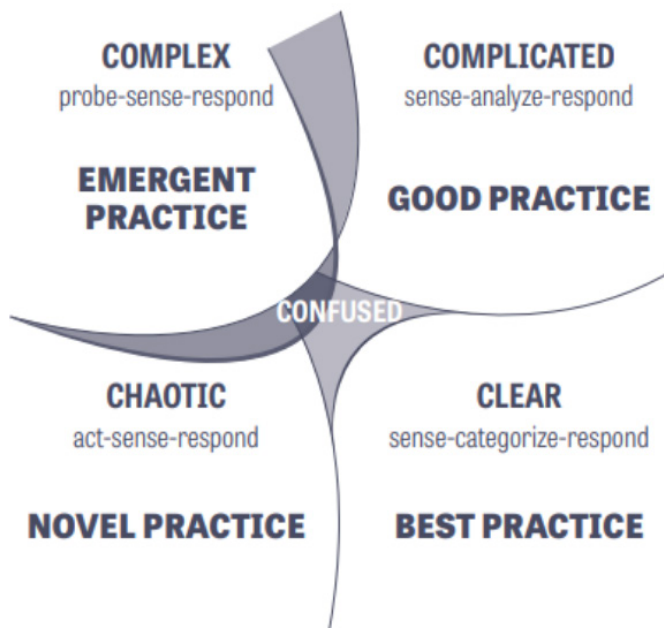 COMPLEX
probe-sense-respond
EMERGENT
PRACTICE
COMPLICATED
sense-analyze-respond
GOOD PRACTICE
CONFUSED
CHAOTIC
act-sense-respond
NOVEL PRACTICE
CLEAR
sense-categorize-respond
BEST PRACTICE